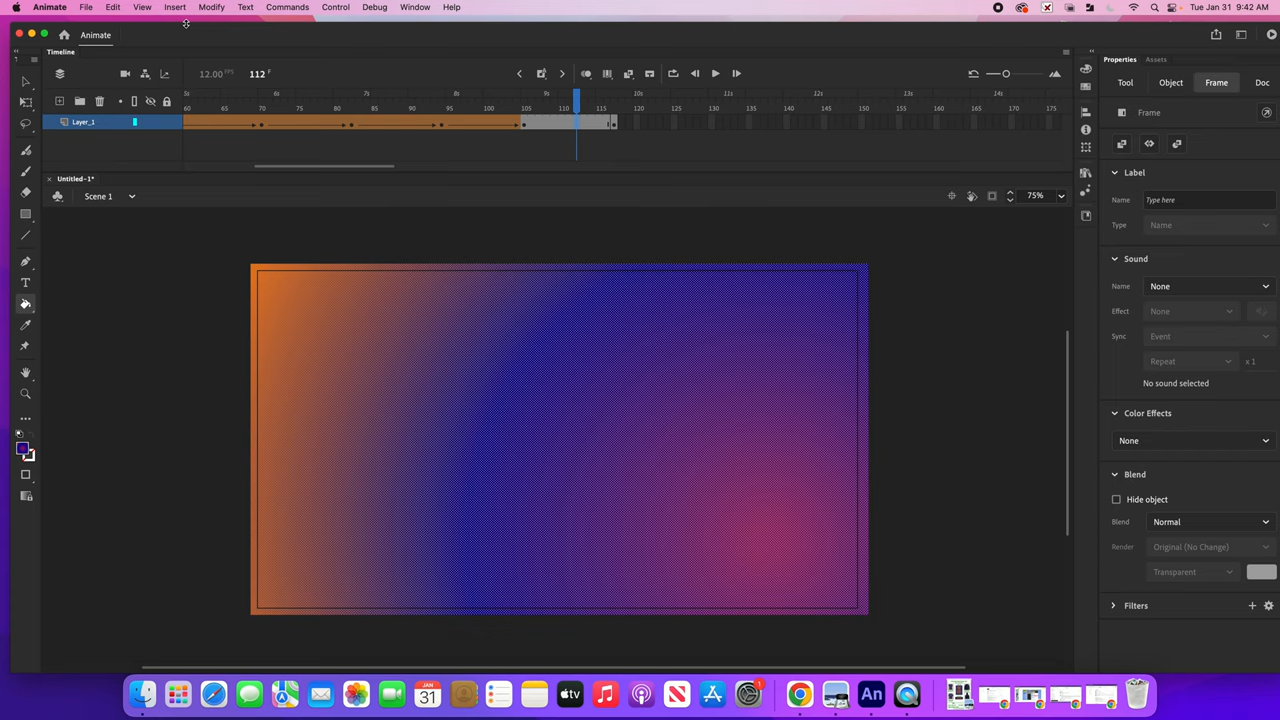 Animate File Edit View Insert Modify Text Commands Control Debug Window Help Tue Jan 31 9:42 AM
Animate
Timeline
Properties Assets
12.00 FPS 112 F
Tool Object Frame Doc
5s 6s 7s 8s 9s 10s 11s 12s 13s 14s
60 65 70 75 80 85 90 95 100 105 110 115 120 125 130 135 140 145 150 155 160 165 170 175
Frame
Layer_1
Label
Untitled-1*
Scene 1 75%
Name Type here
Type Name
Sound
Name None
Effect None
Sync Event
Repeat x 1
No sound selected
Color Effects
None
Blend
Hide object
Blend Normal
Render Original (No Change)
Transparent
Filters
T
JAN
31
tv
1
An